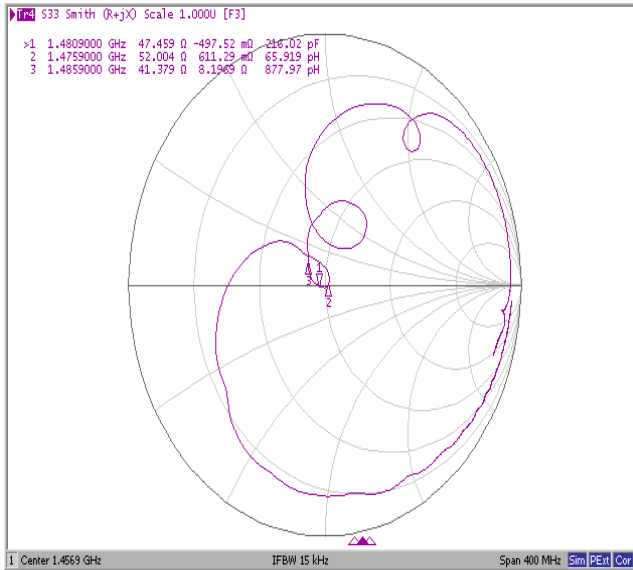 Tr4 S33 Smith (R+jX) Scale 1.000U [F3]
>1 1.4809000 GHz 47.459 Ω -497.52 mΩ 216.02 pF
2 1.4759000 GHz 52.004 Ω 611.29 mΩ 65.919 pH
3 1.4859000 GHz 41.379 Ω 8.1969 Ω 877.97 pH
1
3
2
1 Center 1.4569 GHz IFBW 15 kHz Span 400 MHz Sim PExt Cor